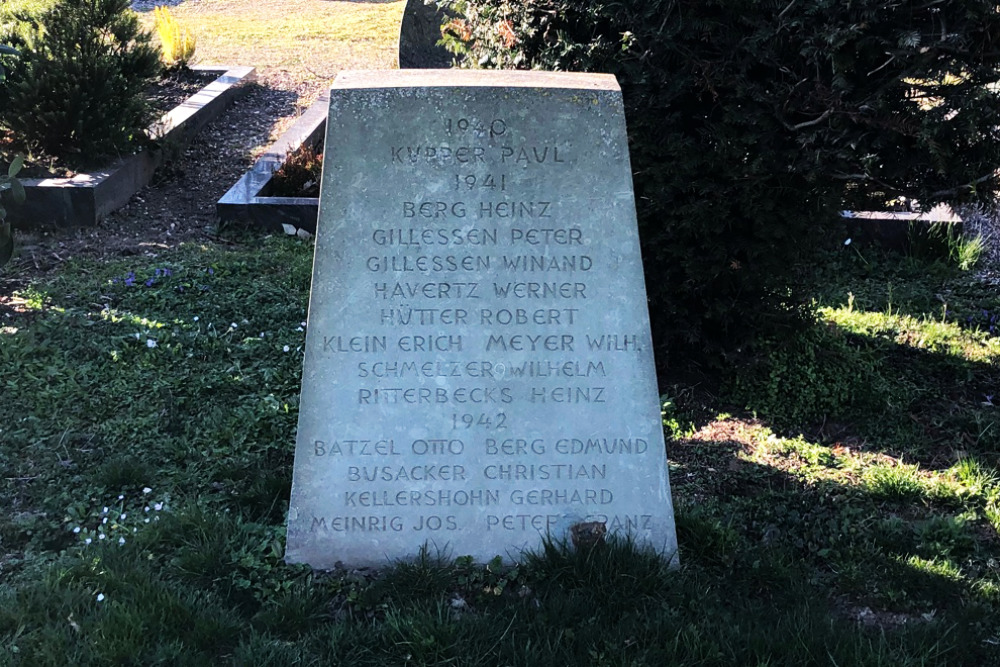 1940
KUPPER PAUL
1941
BERG HEINZ
GILLESSEN PETER
GILLESSEN WINAND
HAVERTZ WERNER
HÜTTER ROBERT
KLEIN ERICH MEYER WILH.
SCHMELZER WILHELM
RITTERBECKS HEINZ
1942
BATZEL OTTO BERG EDMUND
BUSACKER CHRISTIAN
KELLERSHOHN GERHARD
MEINRIG JOS. PETERS FRANZ